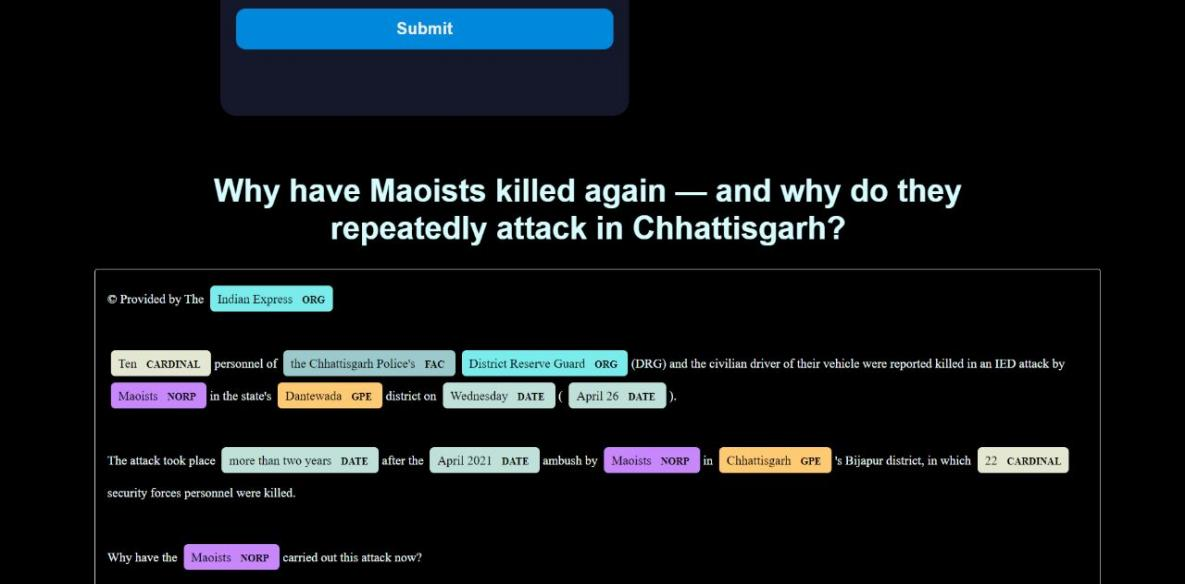 Submit
Why have Maoists killed again — and why do they
repeatedly attack in Chhattisgarh?
© Provided by The Indian Express ORG
Ten CARDINAL personnel of the Chhattisgarh Police's FAC District Reserve Guard ORG (DRG) and the civilian driver of their vehicle were reported killed in an IED attack by
Maoists NORP in the state's Dantewada GPE district on Wednesday DATE ( April 26 DATE ).
The attack took place more than two years DATE after the April 2021 DATE ambush by Maoists NORP in Chhattisgarh GPE 's Bijapur district, in which 22 CARDINAL
security forces personnel were killed.
Why have the Maoists NORP carried out this attack now?